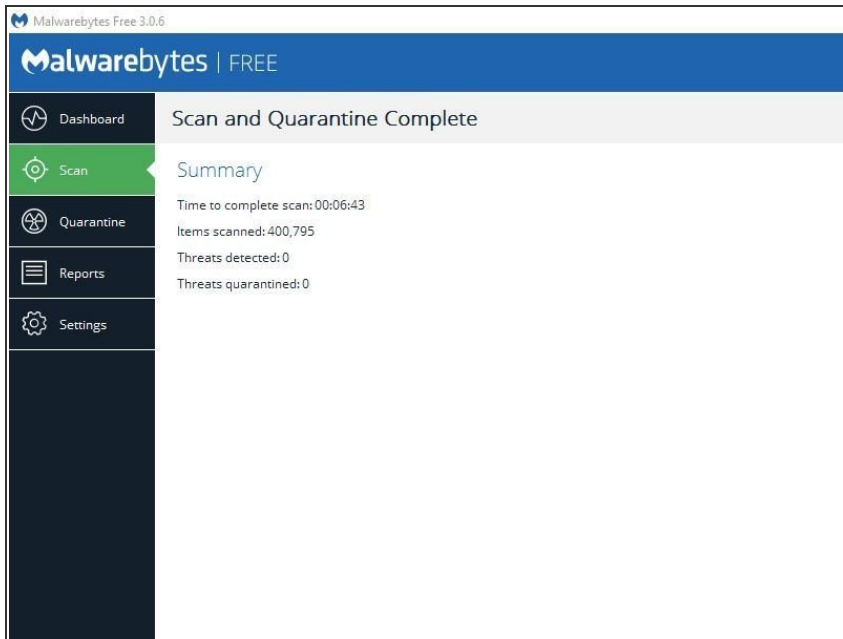 Malwarebytes Free 3.0.6
Malwarebytes | FREE
Dashboard
Scan and Quarantine Complete
Scan
Summary
Time to complete scan: 00:06:43
Items scanned: 400,795
Quarantine
Threats detected: 0
Reports
Threats quarantined: 0
Settings